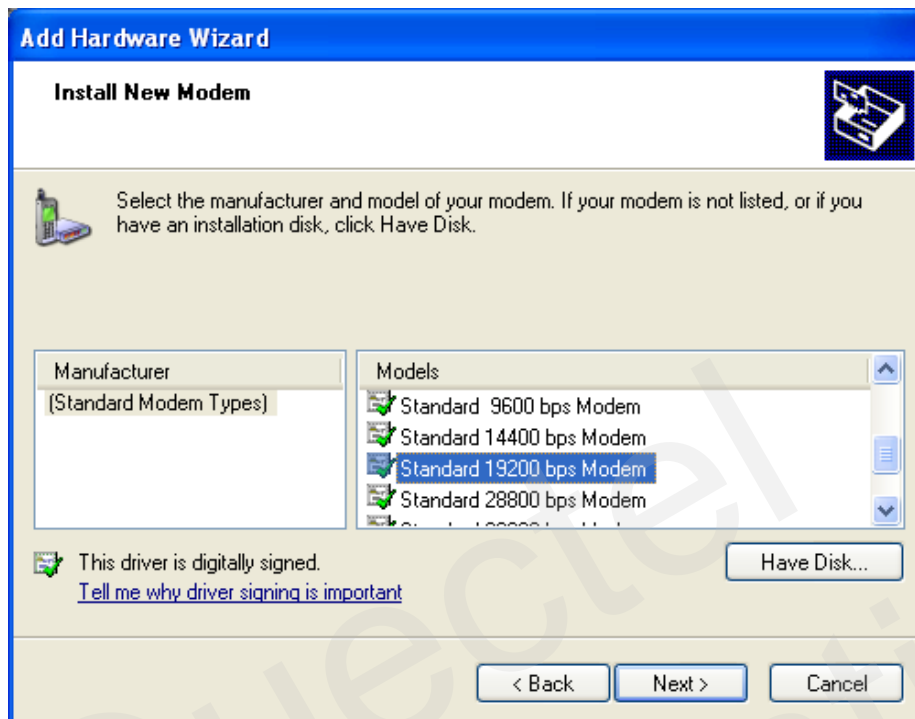 Add Hardware Wizard
Install New Modem
Select the manufacturer and model of your modem. If your modem is not listed, or if you
have an installation disk, click Have Disk.
Manufacturer
(Standard Modem Types)
Models
Standard  9600 bps Modem
Standard 14400 bps Modem
Standard 19200 bps Modem
Standard 28800 bps Modem
This driver is digitally signed.
Tell me why driver signing is important
Have Disk...
< Back
Next >
Cancel